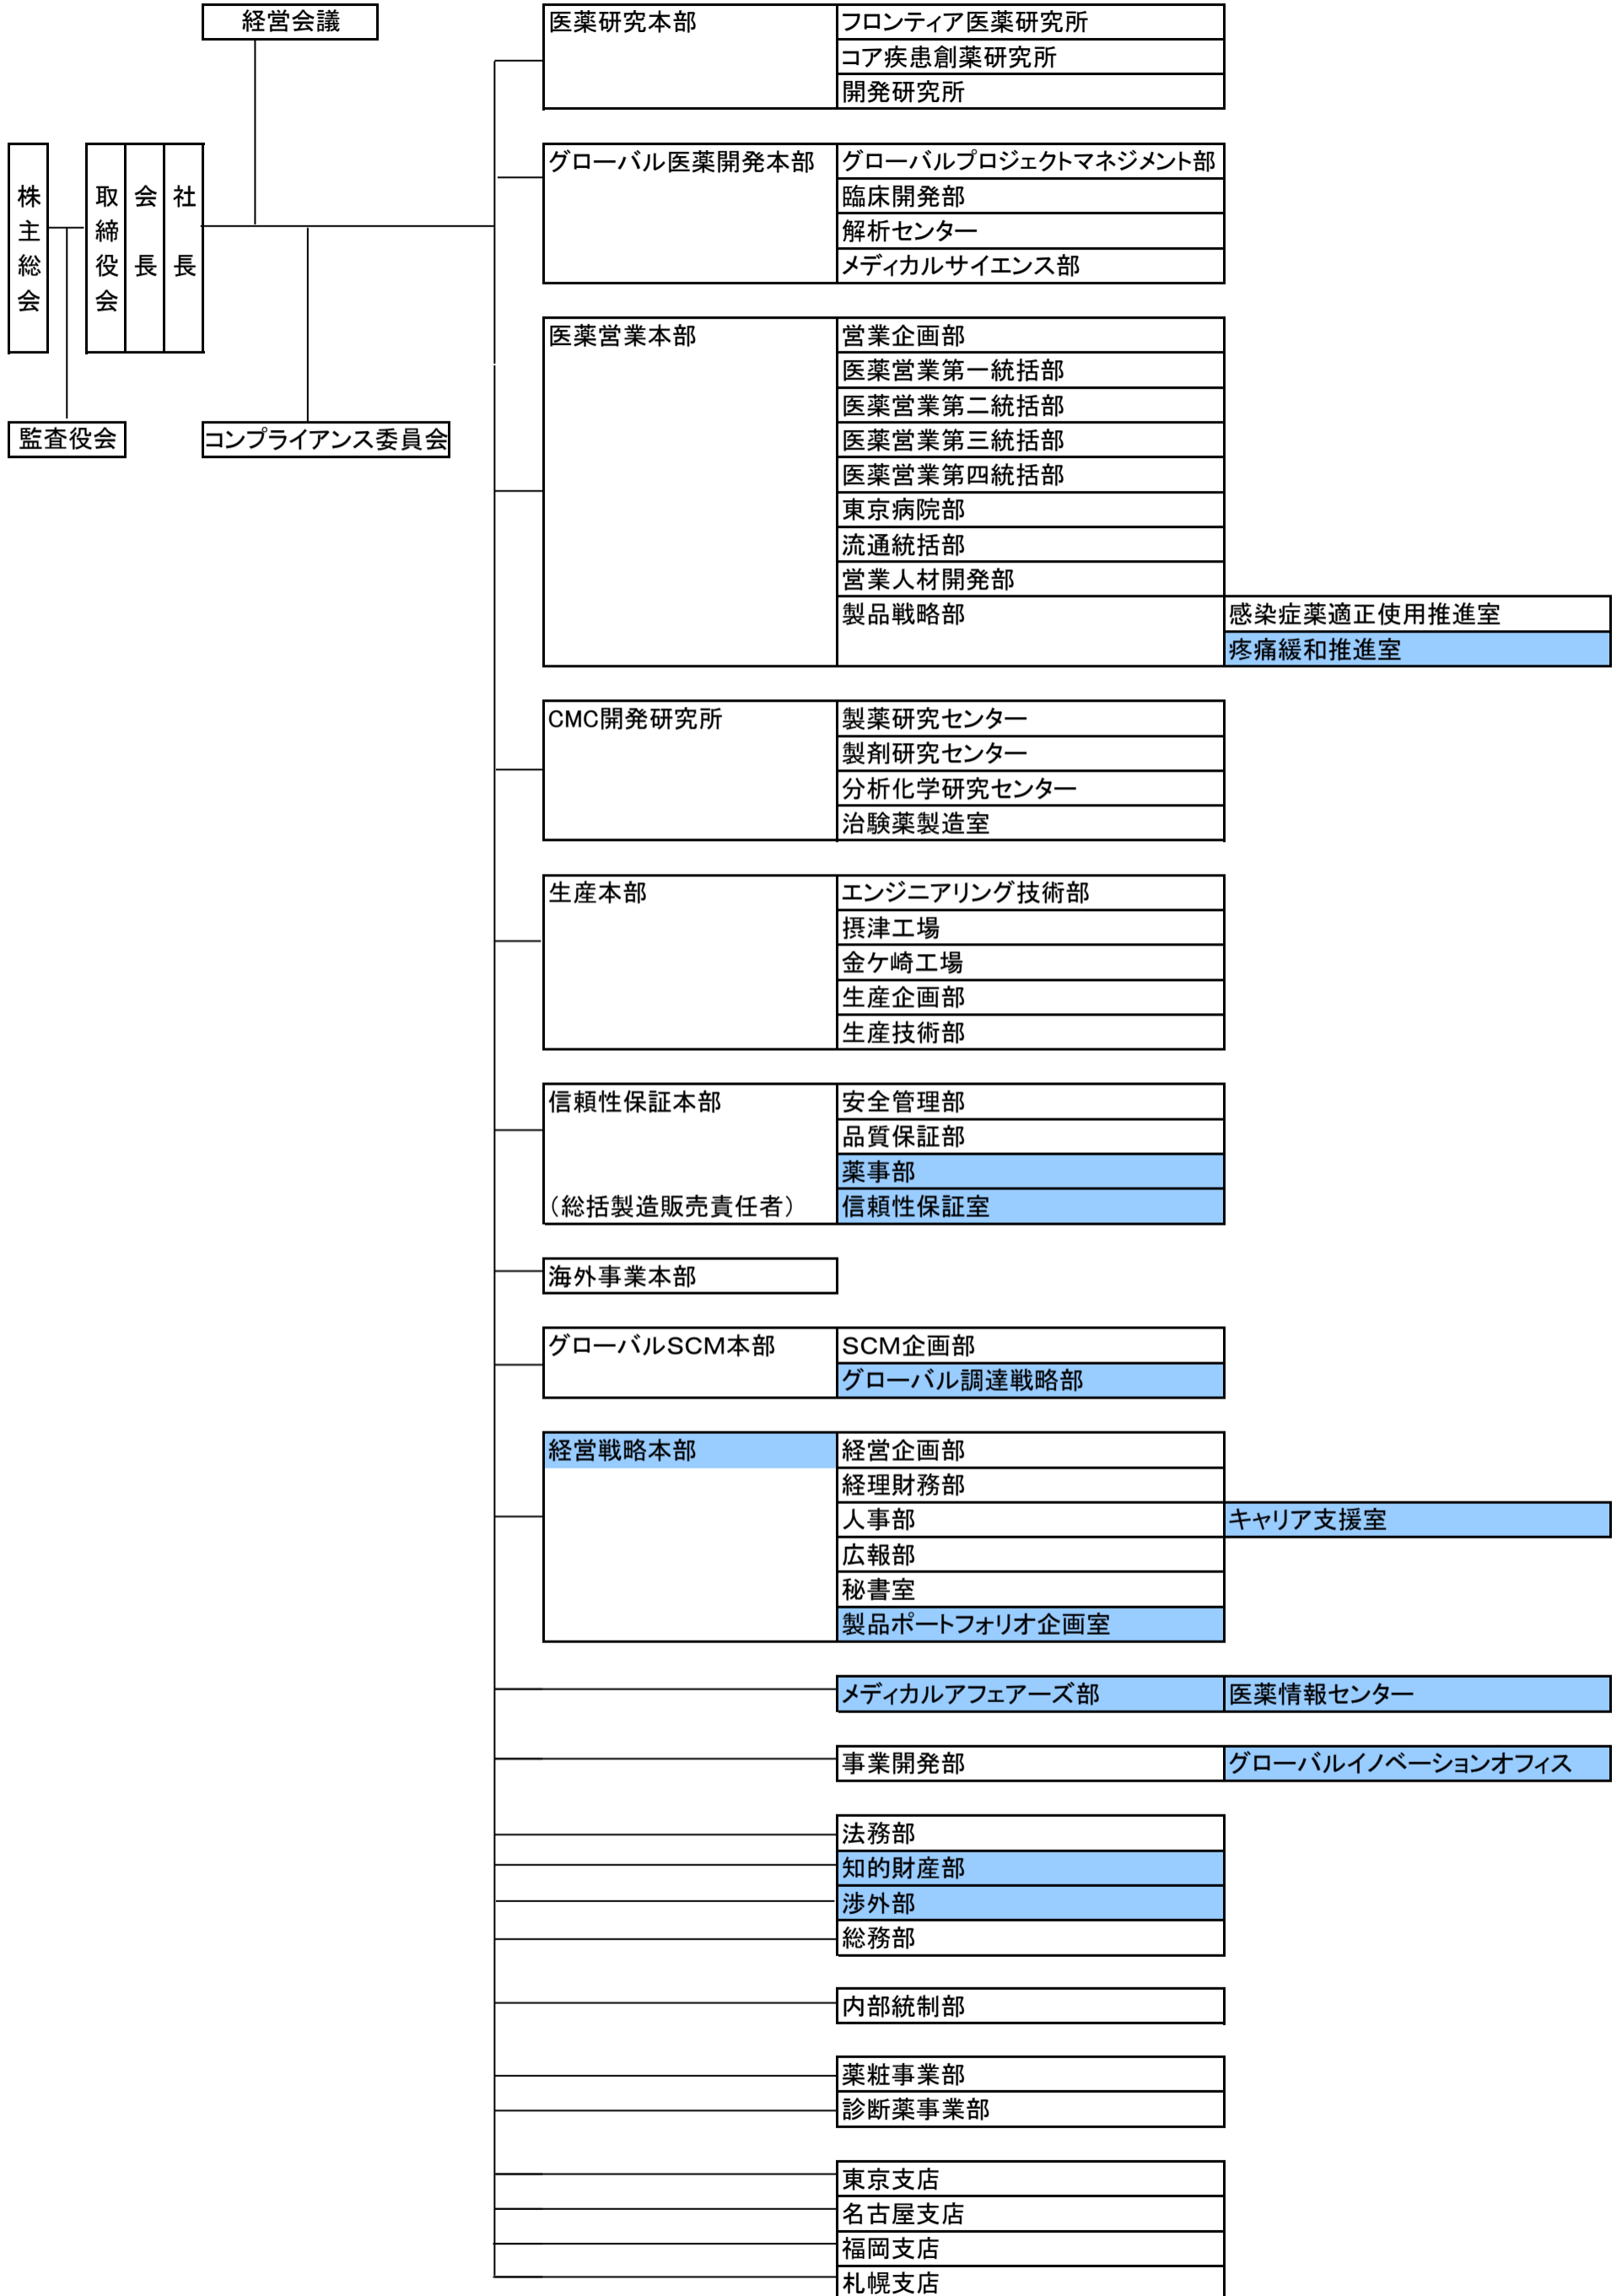 経営会議
株主総会
取締役会
会長
社長
監査役会
コンプライアンス委員会
医薬研究本部
フロンティア医薬研究所
コア疾患創薬研究所
開発研究所
グローバル医薬開発本部
グローバルプロジェクトマネジメント部
臨床開発部
解析センター
メディカルサイエンス部
医薬営業本部
営業企画部
医薬営業第一統括部
医薬営業第二統括部
医薬営業第三統括部
医薬営業第四統括部
東京病院部
流通統括部
営業人材開発部
製品戦略部
感染症薬適正使用推進室
疼痛緩和推進室
CMC開発研究所
製薬研究センター
製剤研究センター
分析化学研究センター
治験薬製造室
生産本部
エンジニアリング技術部
摂津工場
金ケ崎工場
生産企画部
生産技術部
信頼性保証本部
(総括製造販売責任者)
安全管理部
品質保証部
薬事部
信頼性保証室
海外事業本部
グローバルSCM本部
SCM企画部
グローバル調達戦略部
経営戦略本部
経営企画部
経理財務部
人事部
キャリア支援室
広報部
秘書室
製品ポートフォリオ企画室
メディカルアフェアーズ部
医薬情報センター
事業開発部
グローバルイノベーションオフィス
法務部
知的財産部
渉外部
総務部
内部統制部
薬粧事業部
診断薬事業部
東京支店
名古屋支店
福岡支店
札幌支店